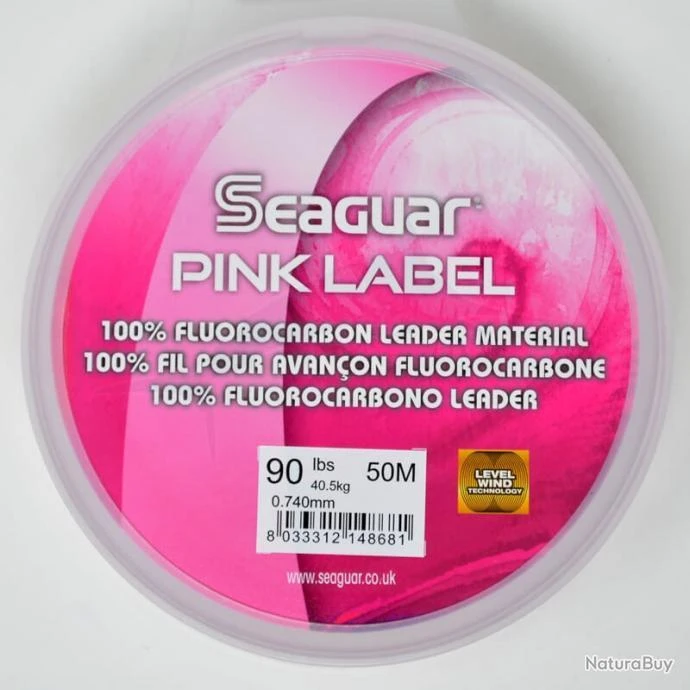 Seaguar
PINK LABEL
100% FLUOROCARBON LEADER MATERIAL
100% FIL POUR AVANÇON FLUOROCARBONE
100% FLUOROCARBONO LEADER
90 lbs 50M
40.5kg
0.740mm
8 033312 148681
LEVEL
WIND
TECHNOLOGY
www.seaguar.co.uk
NaturaBuy